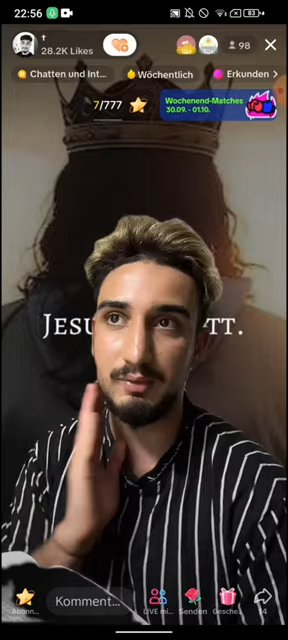 22:56
83
†
28.2K Likes
98
Chatten und Int...
Wöchentlich
Erkunden
7/777
Wochenend-Matches
30.09. - 01.10.
JESU
TT.
Komment...
Abonn...
LIVE mi...
Senden
Gesche...
14